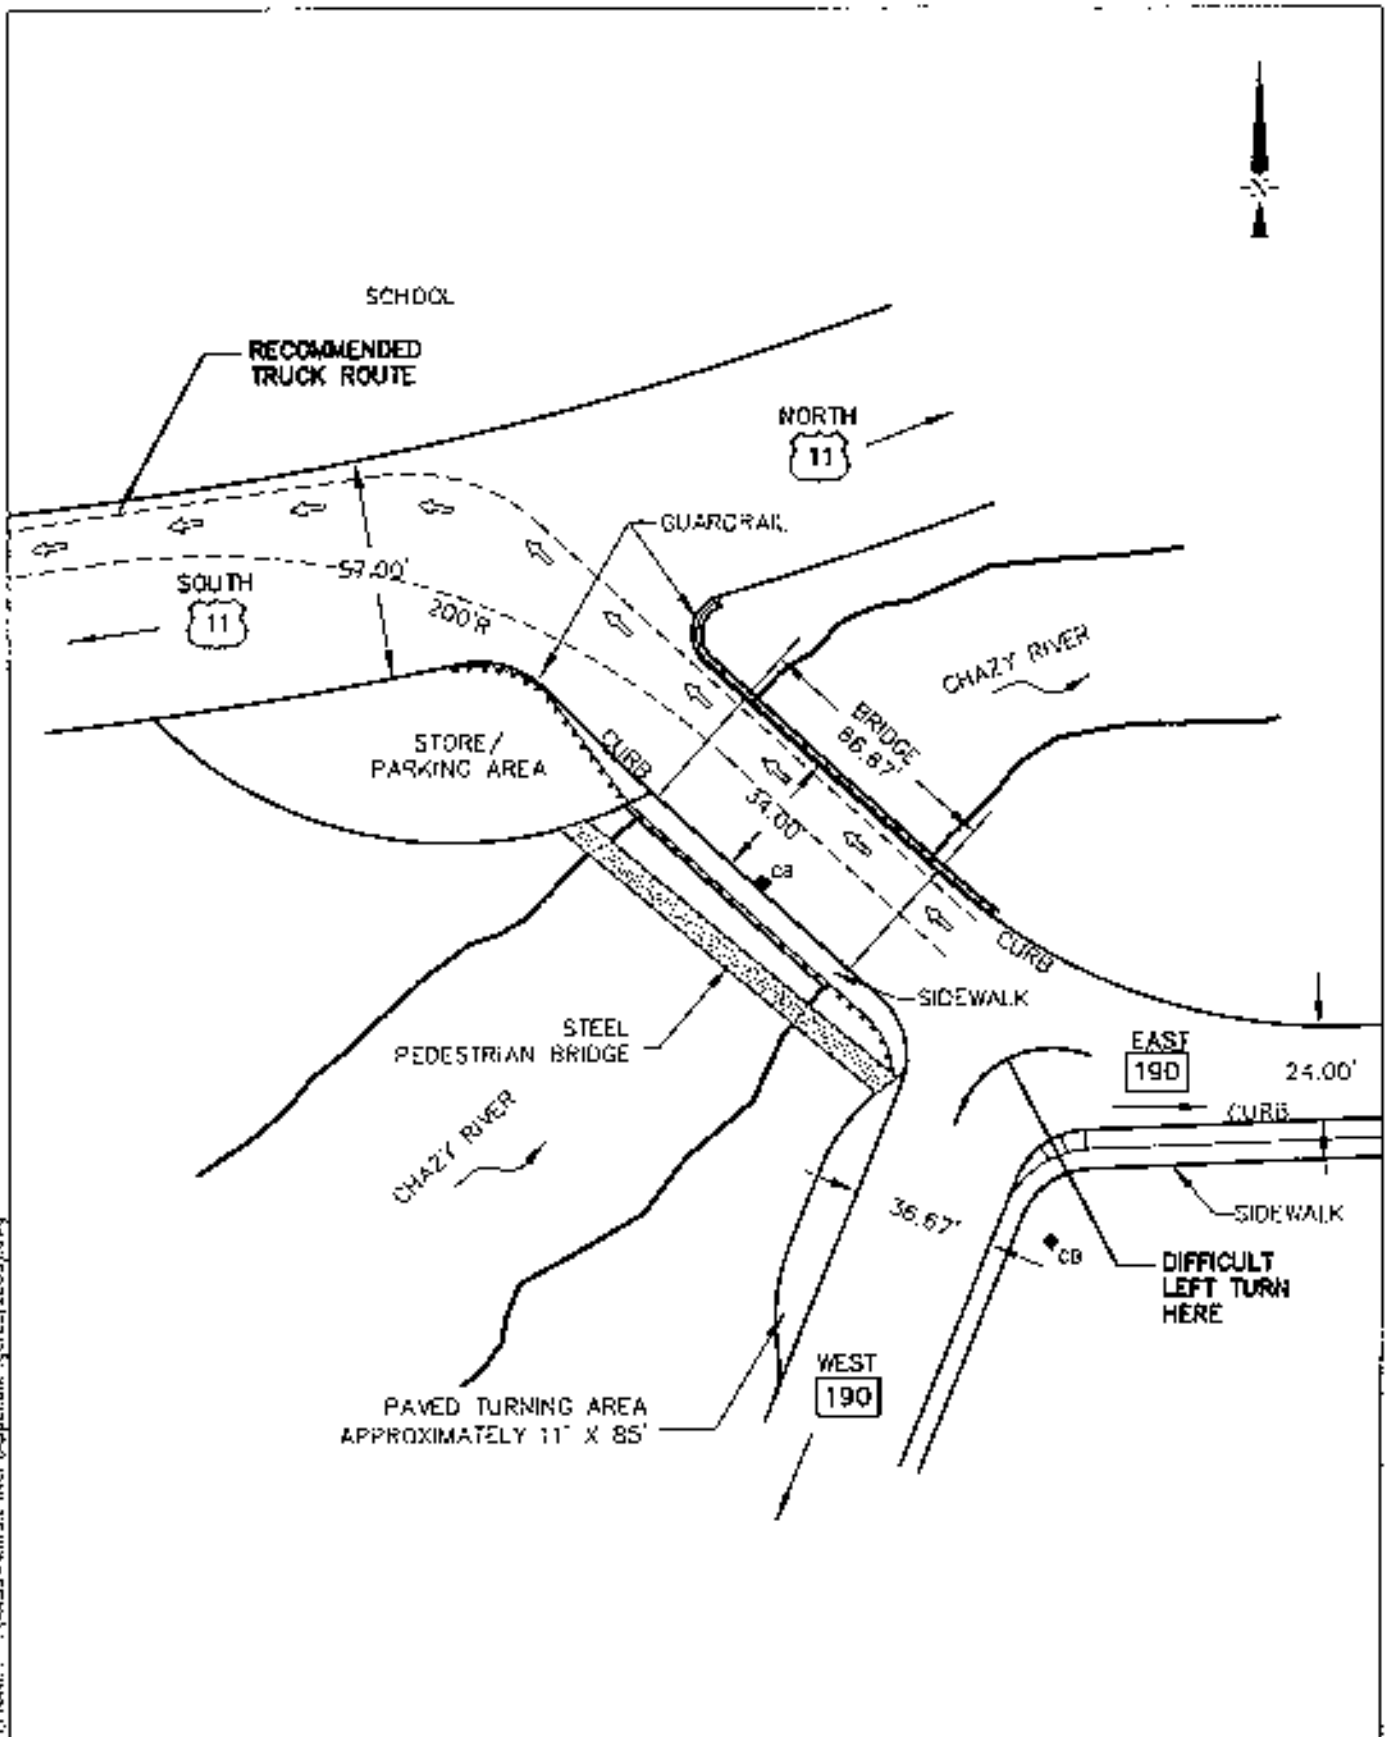 SCHOOL
RECOMMENDED
TRUCK ROUTE
NORTH
11
GUARDRAIL
SOUTH
11
57.00'
200'R
CHAZY RIVER
BRIDGE
86.67'
STORE/
PARKING AREA
CURB
34.00'
CB
CURB
SIDEWALK
STEEL
PEDESTRIAN BRIDGE
EAST
190
24.00'
CURB
CHAZY RIVER
36.67'
SIDEWALK
CB
DIFFICULT
LEFT TURN
HERE
WEST
190
PAVED TURNING AREA
APPROXIMATELY 11' X 85'